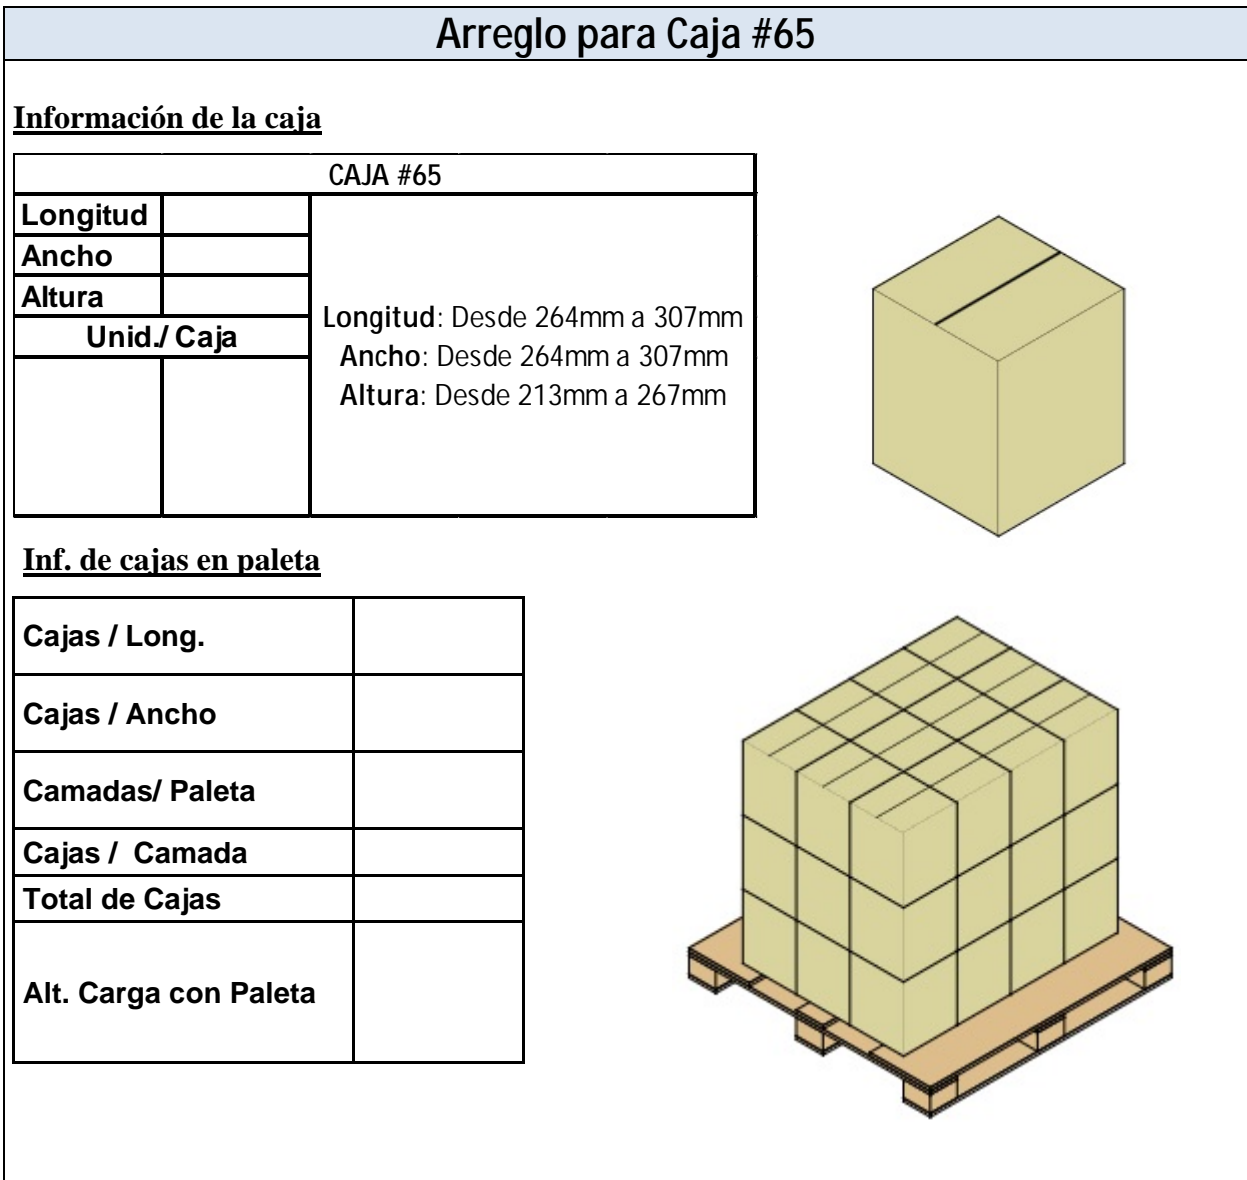 Arreglo para Caja #65
Información de la caja
CAJA #65
Longitud
Ancho
Altura
Unid./ Caja
Longitud: Desde 264mm a 307mm
Ancho: Desde 264mm a 307mm
Altura: Desde 213mm a 267mm
Inf. de cajas en paleta
Cajas / Long.
Cajas / Ancho
Camadas/ Paleta
Cajas / Camada
Total de Cajas
Alt. Carga con Paleta